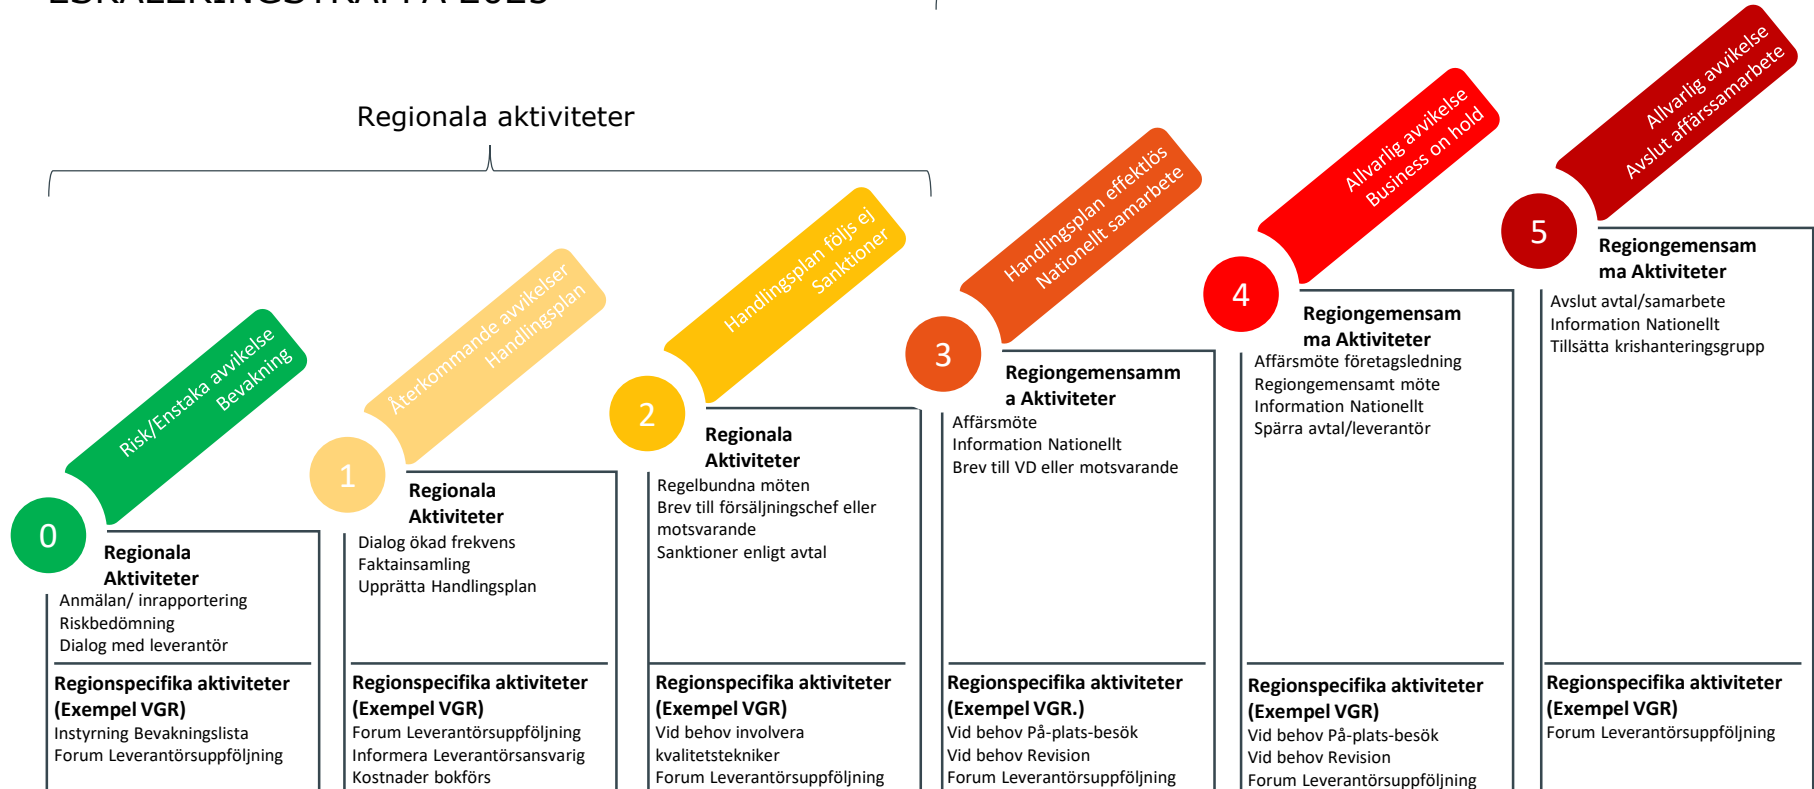 Regionala aktiviteter
0
Risk/Enstaka avvikelse
Bevakning
Regionala
Aktiviteter
Anmälan/ inrapportering
Riskbedömning
Dialog med leverantör
Regionspecifika aktiviteter
(Exempel VGR)
Instyrning Bevakningslista
Forum Leverantörsuppföljning
1
Återkommande avvikelser
Handlingsplan
Regionala
Aktiviteter
Dialog ökad frekvens
Faktainsamling
Upprätta Handlingsplan
Regionspecifika aktiviteter
(Exempel VGR)
Forum Leverantörsuppföljning
Informera Leverantörsansvarig
Kostnader bokförs
2
Handlingsplan följs ej
Sanktioner
Regionala
Aktiviteter
Regelbundna möten
Brev till försäljningschef eller
motsvarande
Sanktioner enligt avtal
Regionspecifika aktiviteter
(Exempel VGR)
Vid behov involvera
kvalitetstekniker
Forum Leverantörsuppföljning
3
Handlingsplan effektlös
Nationellt samarbete
Regiongemensamm
a Aktiviteter
Affärsmöte
Information Nationellt
Brev till VD eller motsvarande
Regionspecifika aktiviteter
(Exempel VGR.)
Vid behov På-plats-besök
Vid behov Revision
Forum Leverantörsuppföljning
4
Allvarlig avvikelse
Business on hold
Regiongemensam
ma Aktiviteter
Affärsmöte företagsledning
Regiongemensamt möte
Information Nationellt
Spärra avtal/leverantör
Regionspecifika aktiviteter
(Exempel VGR)
Vid behov På-plats-besök
Vid behov Revision
Forum Leverantörsuppföljning
5
Allvarlig avvikelse
Avslut affärssamarbete
Regiongemensam
ma Aktiviteter
Avslut avtal/samarbete
Information Nationellt
Tillsätta krishanteringsgrupp
Regionspecifika aktiviteter
(Exempel VGR)
Forum Leverantörsuppföljning